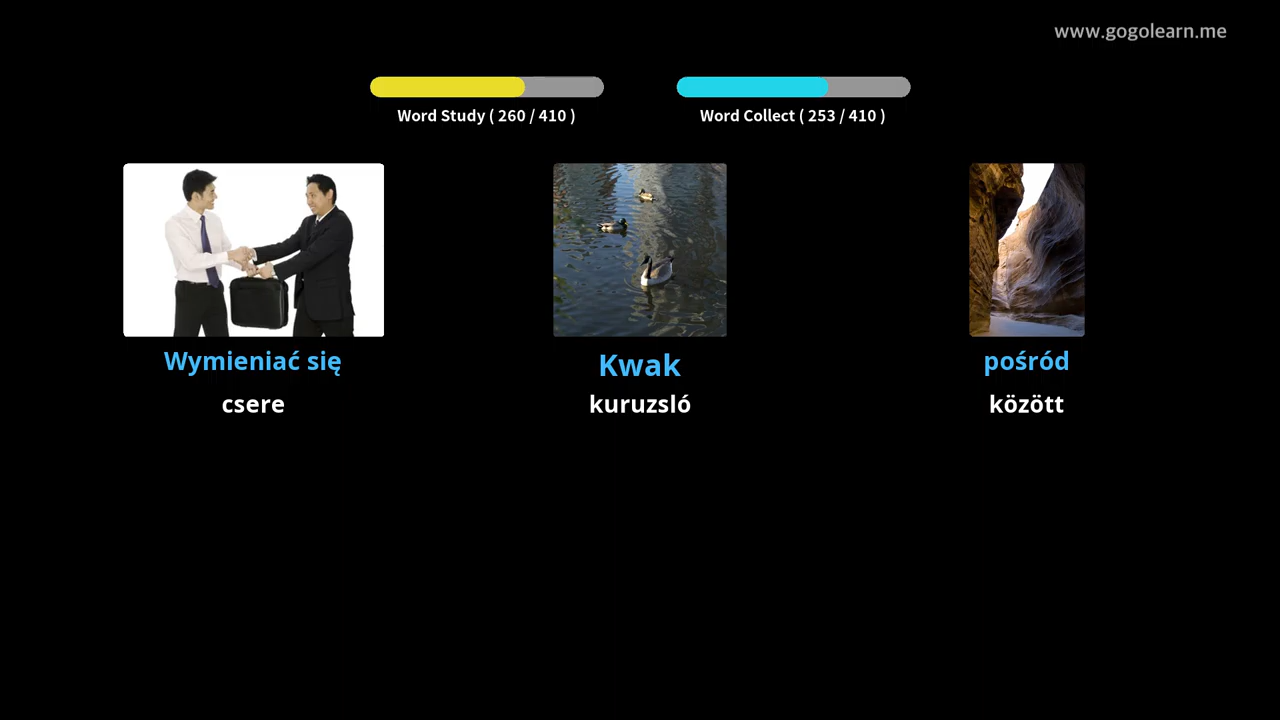 www.gogolearn.me
Word Study ( 260 / 410 )
Word Collect ( 253 / 410 )
Wymieniać się
csere
Kwak
kuruzsló
pośród
között